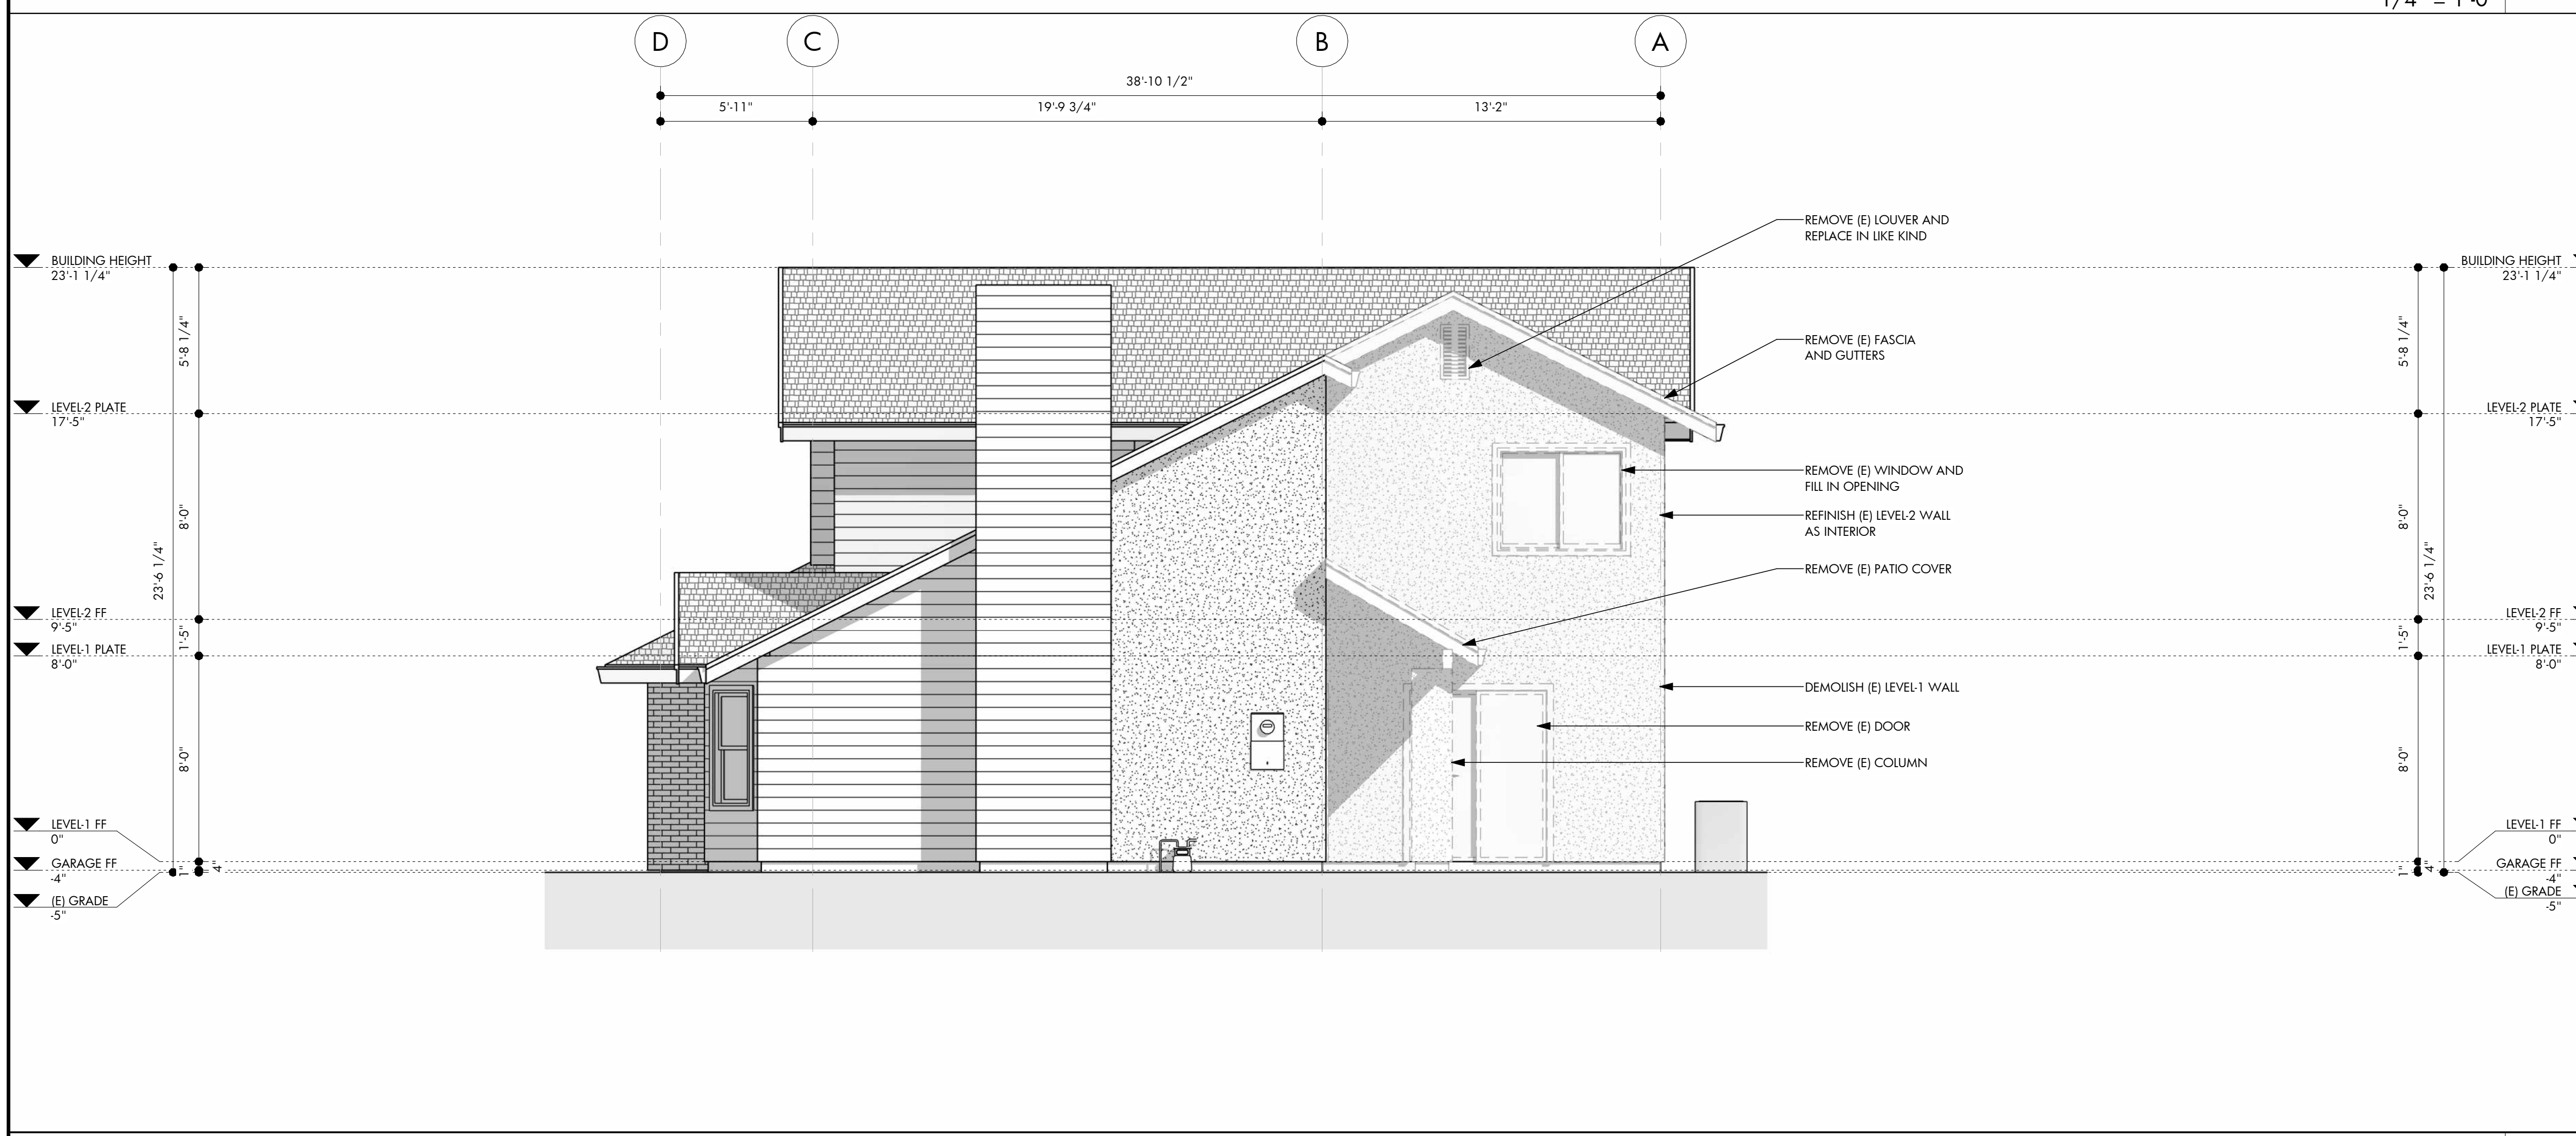 1/4" = 1'-0"
D
C
B
A
38'-10 1/2"
5'-11"
19'-9 3/4"
13'-2"
REMOVE (E) LOUVER AND
REPLACE IN LIKE KIND
REMOVE (E) FASCIA
AND GUTTERS
REMOVE (E) WINDOW AND
FILL IN OPENING
REFINISH (E) LEVEL-2 WALL
AS INTERIOR
REMOVE (E) PATIO COVER
DEMOLISH (E) LEVEL-1 WALL
REMOVE (E) DOOR
REMOVE (E) COLUMN
BUILDING HEIGHT
23'-1 1/4"
LEVEL-2 PLATE
17'-5"
LEVEL-2 FF
9'-5"
LEVEL-1 PLATE
8'-0"
LEVEL-1 FF
0"
GARAGE FF
-4"
(E) GRADE
-5"
5'-8 1/4"
8'-0"
23'-6 1/4"
1'-5"
8'-0"
1"
4"
5'-8 1/4"
8'-0"
23'-6 1/4"
1'-5"
8'-0"
1"
4"
BUILDING HEIGHT
23'-1 1/4"
LEVEL-2 PLATE
17'-5"
LEVEL-2 FF
9'-5"
LEVEL-1 PLATE
8'-0"
LEVEL-1 FF
0"
GARAGE FF
-4"
(E) GRADE
-5"